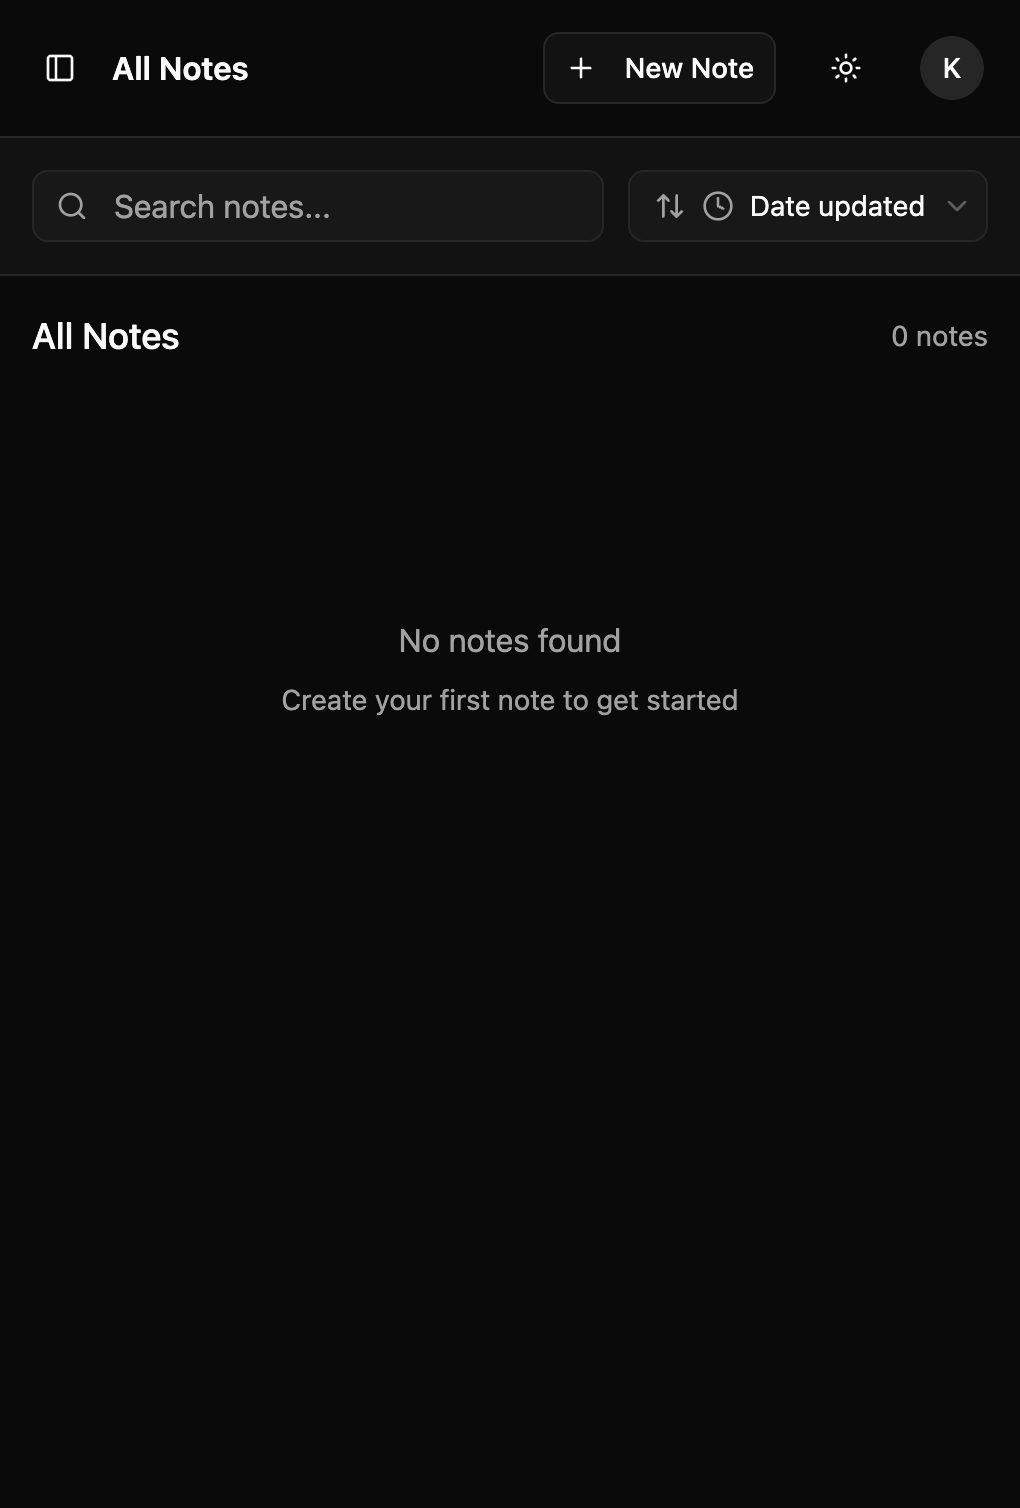 All Notes
New Note
K
Search notes...
Date updated
All Notes
0 notes
No notes found
Create your first note to get started